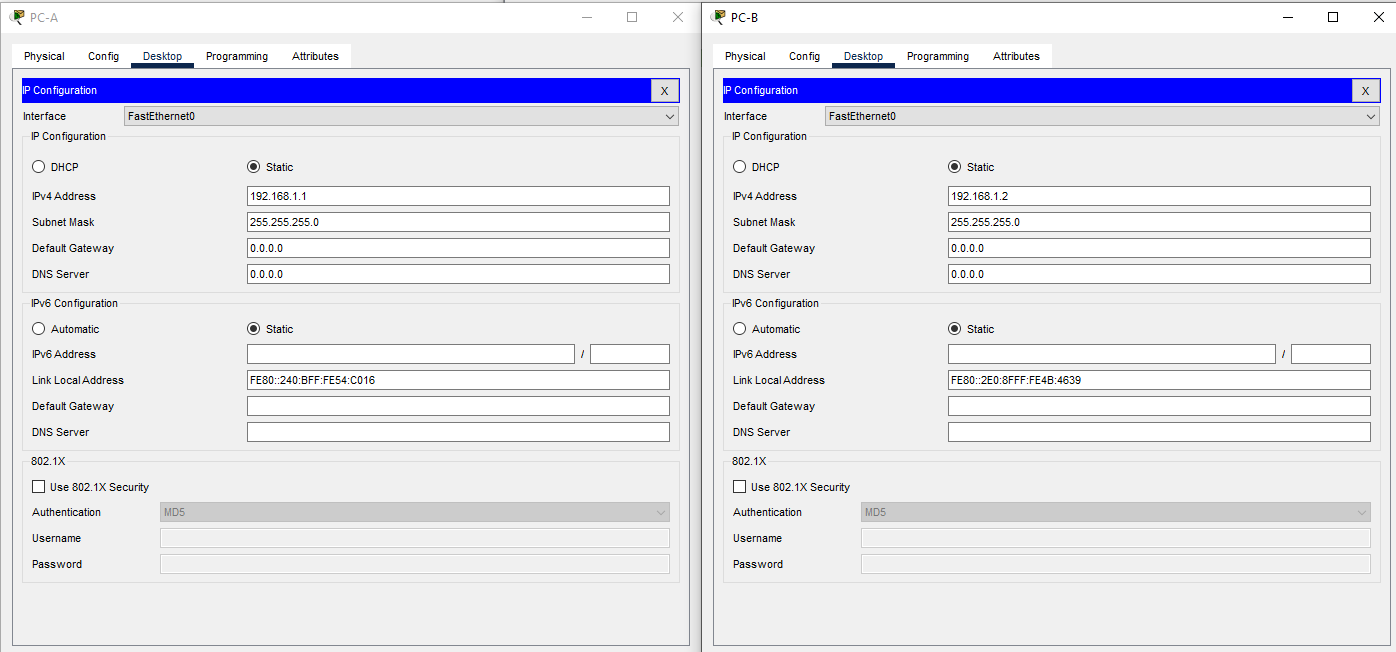 PC-A
Physical Config Desktop Programming Attributes
IP Configuration X
Interface FastEthernet0
IP Configuration
DHCP Static
IPv4 Address 192.168.1.1
Subnet Mask 255.255.255.0
Default Gateway 0.0.0.0
DNS Server 0.0.0.0
IPv6 Configuration
Automatic Static
IPv6 Address /
Link Local Address FE80::240:BFF:FE54:C016
Default Gateway
DNS Server
802.1X
Use 802.1X Security
Authentication MD5
Username
Password
PC-B
Physical Config Desktop Programming Attributes
IP Configuration X
Interface FastEthernet0
IP Configuration
DHCP Static
IPv4 Address 192.168.1.2
Subnet Mask 255.255.255.0
Default Gateway 0.0.0.0
DNS Server 0.0.0.0
IPv6 Configuration
Automatic Static
IPv6 Address /
Link Local Address FE80::2E0:8FFF:FE4B:4639
Default Gateway
DNS Server
802.1X
Use 802.1X Security
Authentication MD5
Username
Password